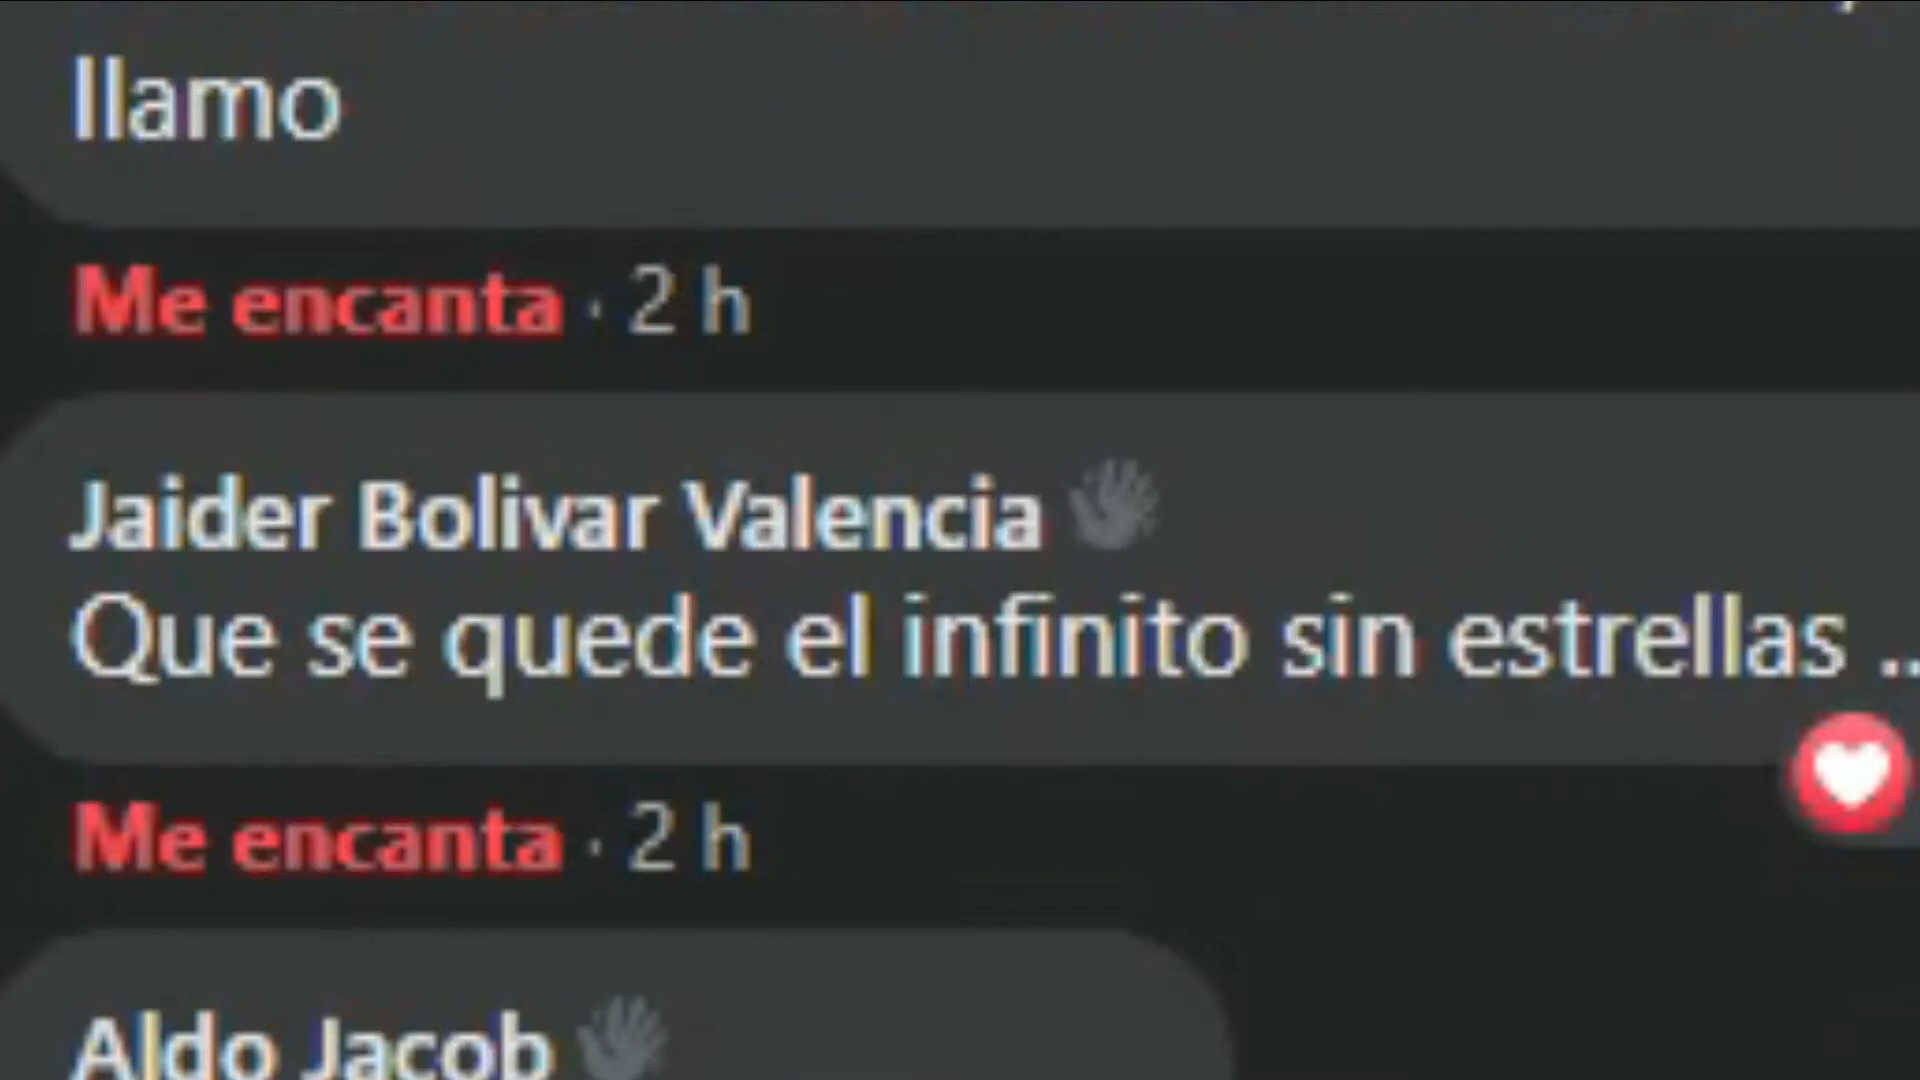 llamo
Me encanta · 2 h
Jaider Bolivar Valencia
Que se quede el infinito sin estrellas ..
Me encanta · 2 h
Aldo Jacob